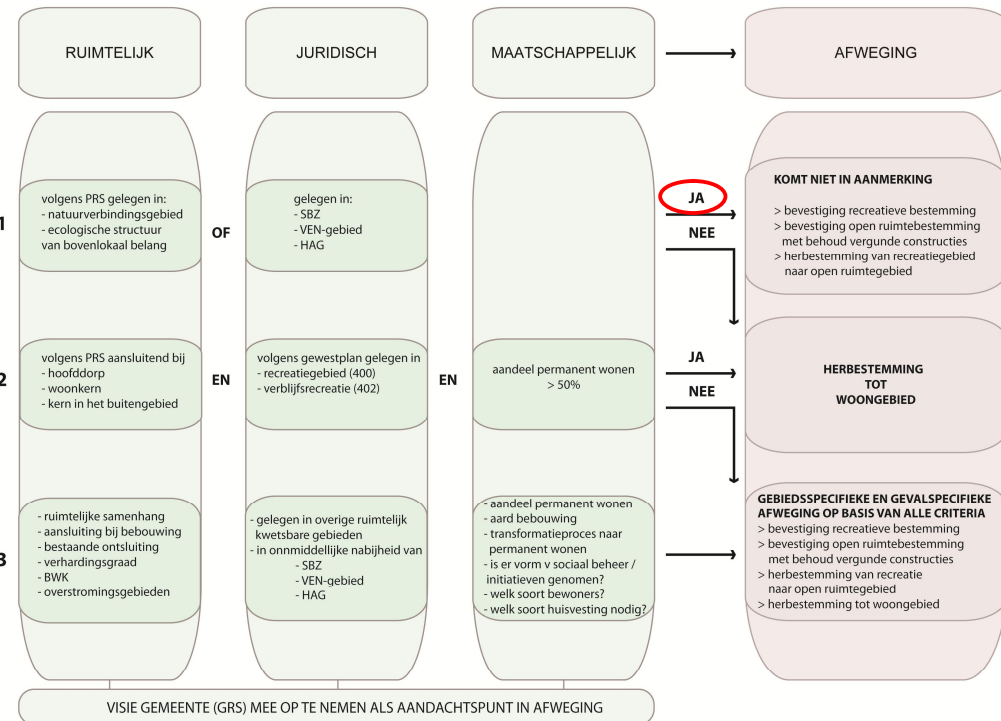 RUIMTELIJK
JURIDISCH
MAATSCHAPPELIJK
AFWEGING
1
volgens PRS gelegen in:
- natuurverbindingsgebied
- ecologische structuur
van bovenlokaal belang
OF
gelegen in:
- SBZ
- VEN-gebied
- HAG
JA
NEE
KOMT NIET IN AANMERKING
> bevestiging recreatieve bestemming
> bevestiging open ruimtebestemming
met behoud vergunde constructies
> herbestemming van recreatiegebied
naar open ruimtegebied
2
volgens PRS aansluitend bij
- hoofddorp
- woonkern
- kern in het buitengebied
EN
volgens gewestplan gelegen in
- recreatiegebied (400)
- verblijfsrecreatie (402)
EN
aandeel permanent wonen
> 50%
JA
NEE
HERBESTEMMING
TOT
WOONGEBIED
3
- ruimtelijke samenhang
- aansluiting bij bebouwing
- bestaande ontsluiting
- verhardingsgraad
- BWK
- overstromingsgebieden
- gelegen in overige ruimtelijk
kwetsbare gebieden
- in onnmiddellijke nabijheid van
- SBZ
- VEN-gebied
- HAG
- aandeel permanent wonen
- aard bebouwing
- transformatieproces naar
permanent wonen
- is er vorm v sociaal beheer /
initiatieven genomen?
- welk soort bewoners?
- welk soort huisvesting nodig?
GEBIEDSSPECIFIEKE EN GEVALSPECIFIEKE
AFWEGING OP BASIS VAN ALLE CRITERIA
> bevestiging recreatieve bestemming
> bevestiging open ruimtebestemming
met behoud vergunde constructies
> herbestemming van recreatie
naar open ruimtegebied
> herbestemming tot woongebied
VISIE GEMEENTE (GRS) MEE OP TE NEMEN ALS AANDACHTSPUNT IN AFWEGING